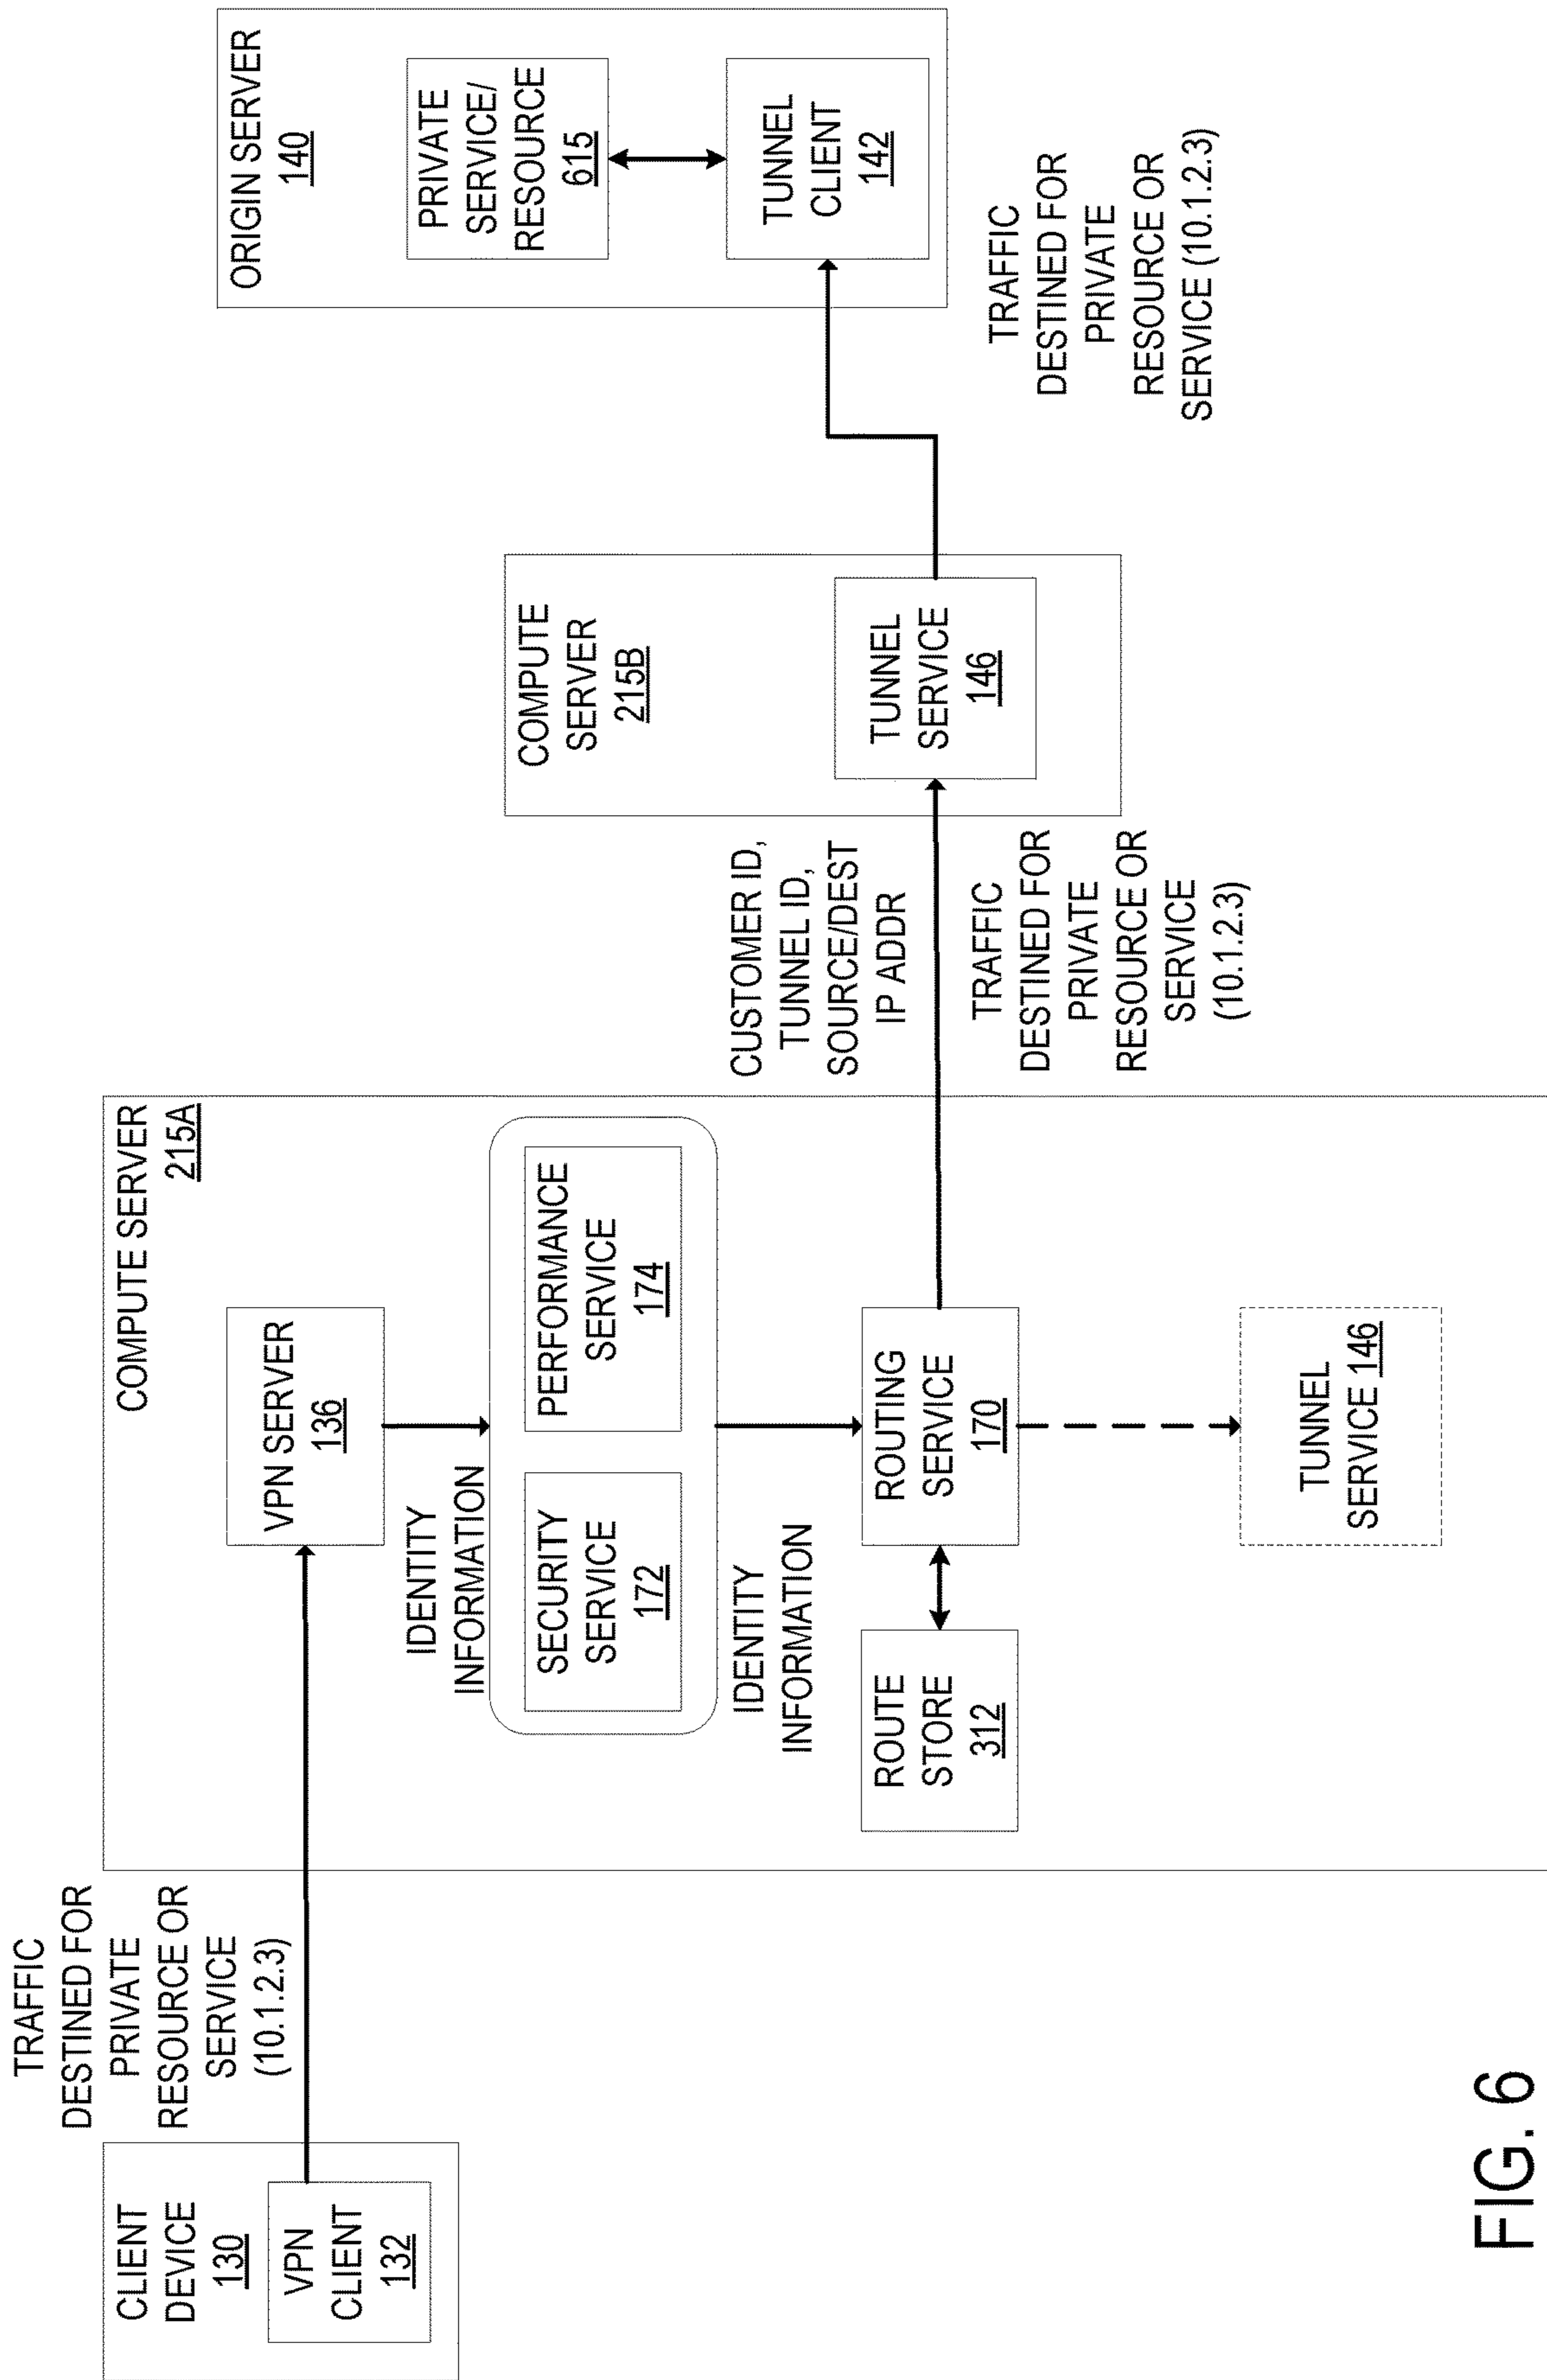 TRAFFIC
DESTINED FOR
PRIVATE
RESOURCE OR
SERVICE
(10.1.2.3)
CLIENT
DEVICE
130
VPN
CLIENT
132
COMPUTE SERVER
215A
VPN SERVER
136
IDENTITY
INFORMATION
SECURITY
SERVICE
172
PERFORMANCE
SERVICE
174
IDENTITY
INFORMATION
ROUTE
STORE
312
ROUTING
SERVICE
170
TUNNEL
SERVICE 146
CUSTOMER ID,
TUNNEL ID,
SOURCE/DEST
IP ADDR
TRAFFIC
DESTINED FOR
PRIVATE
RESOURCE OR
SERVICE
(10.1.2.3)
COMPUTE
SERVER
215B
TUNNEL
SERVICE
146
ORIGIN SERVER
140
PRIVATE
SERVICE/
RESOURCE
615
TUNNEL
CLIENT
142
TRAFFIC
DESTINED FOR
PRIVATE
RESOURCE OR
SERVICE (10.1.2.3)
FIG. 6